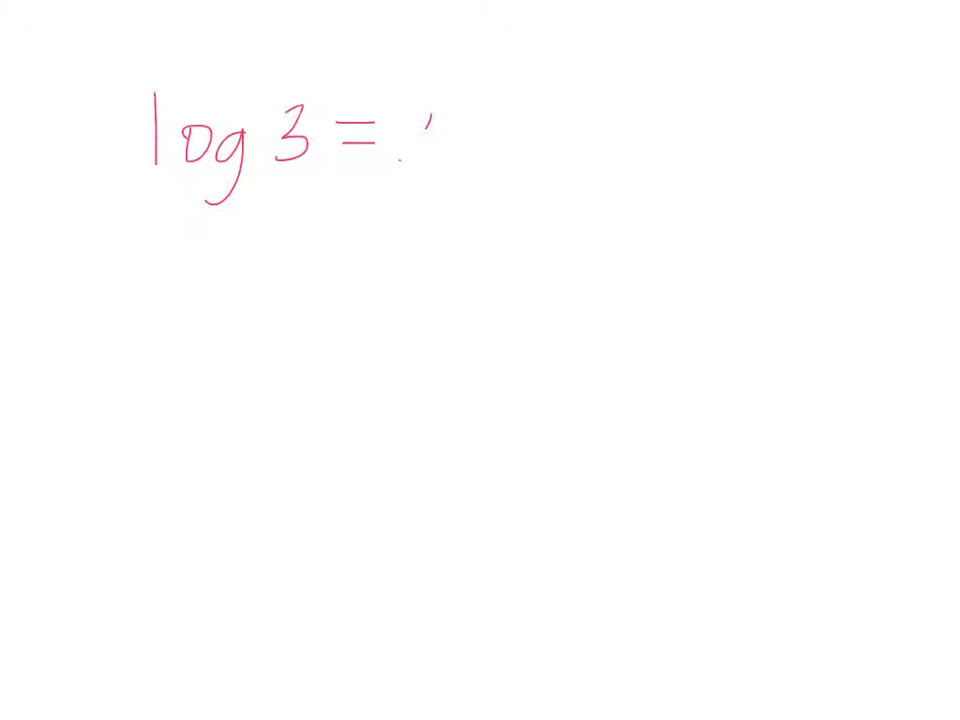 log 3 = .